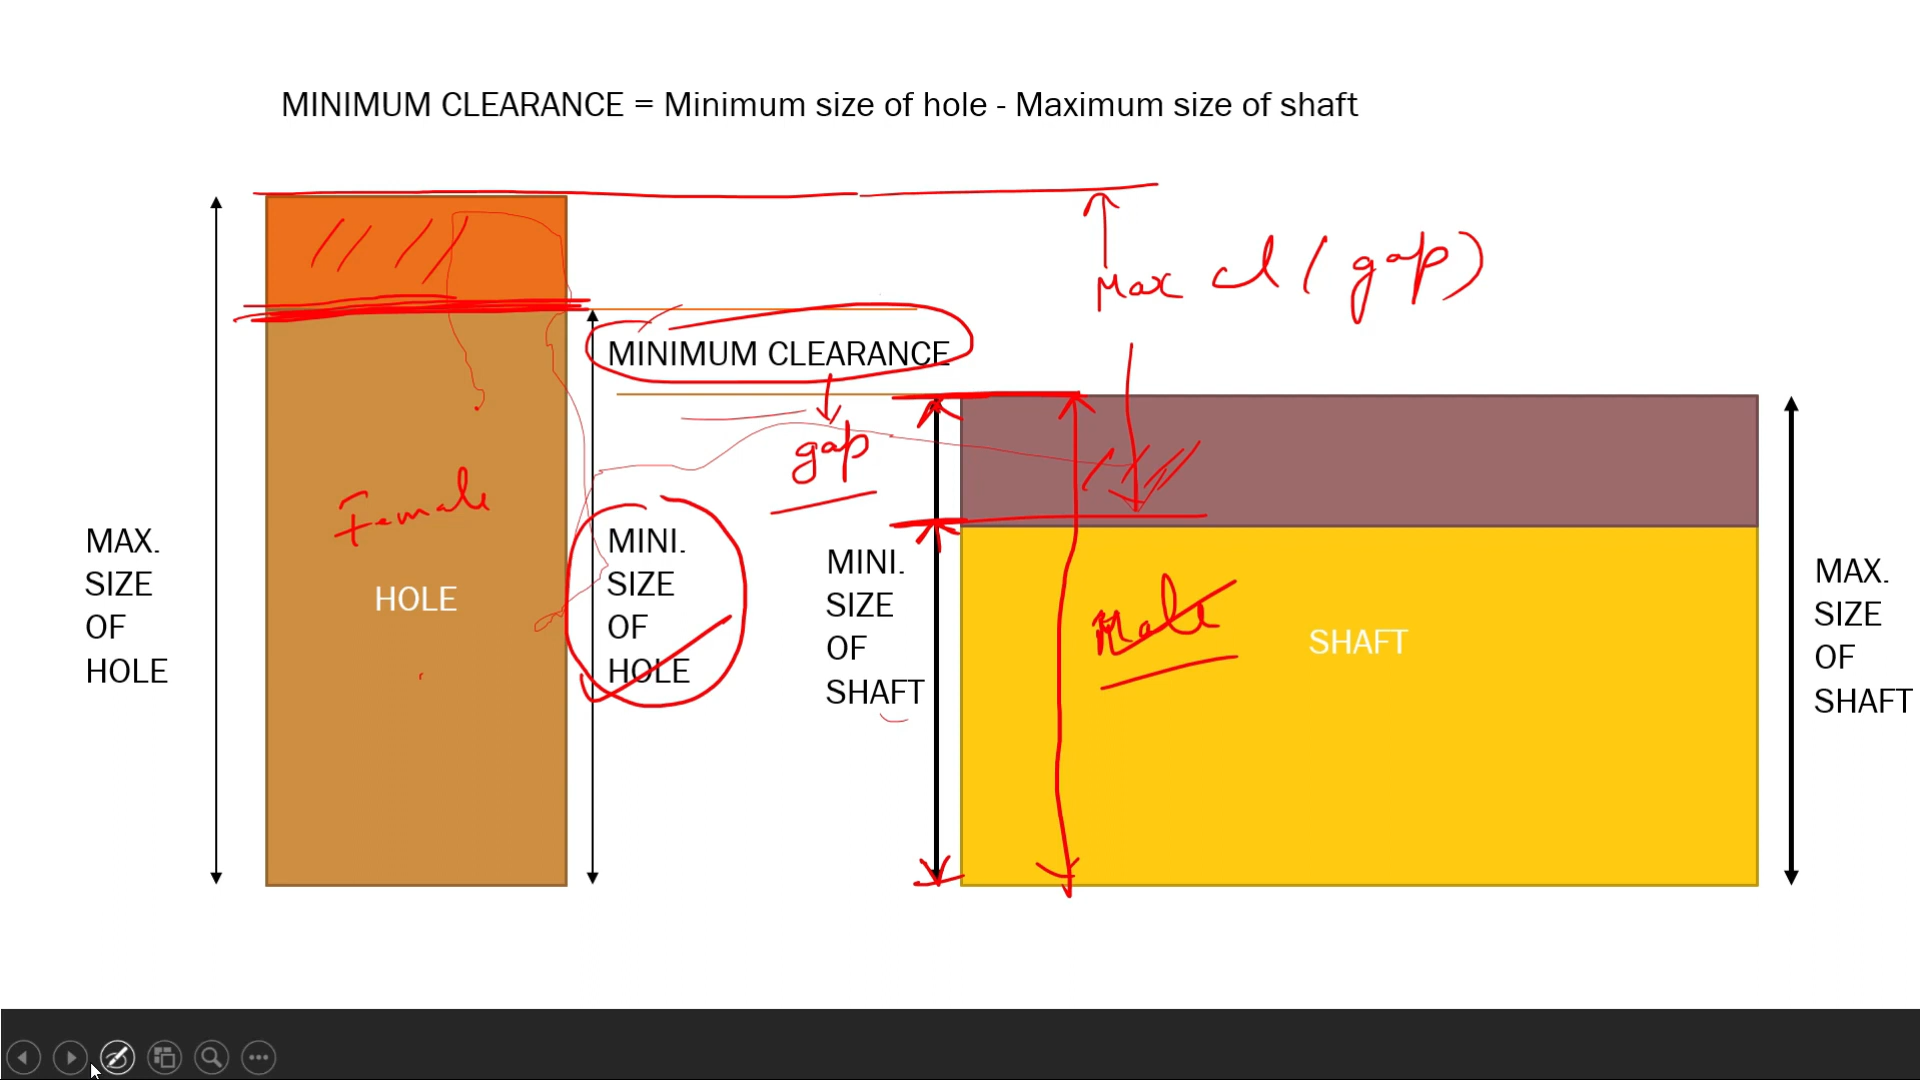 MINIMUM CLEARANCE = Minimum size of hole - Maximum size of shaft
Max cl (gap)
MINIMUM CLEARANCE
gap
Female
MAX.
SIZE
OF
HOLE
HOLE
MINI.
SIZE
OF
HOLE
MINI.
SIZE
OF
SHAFT
Male
SHAFT
MAX.
SIZE
OF
SHAFT